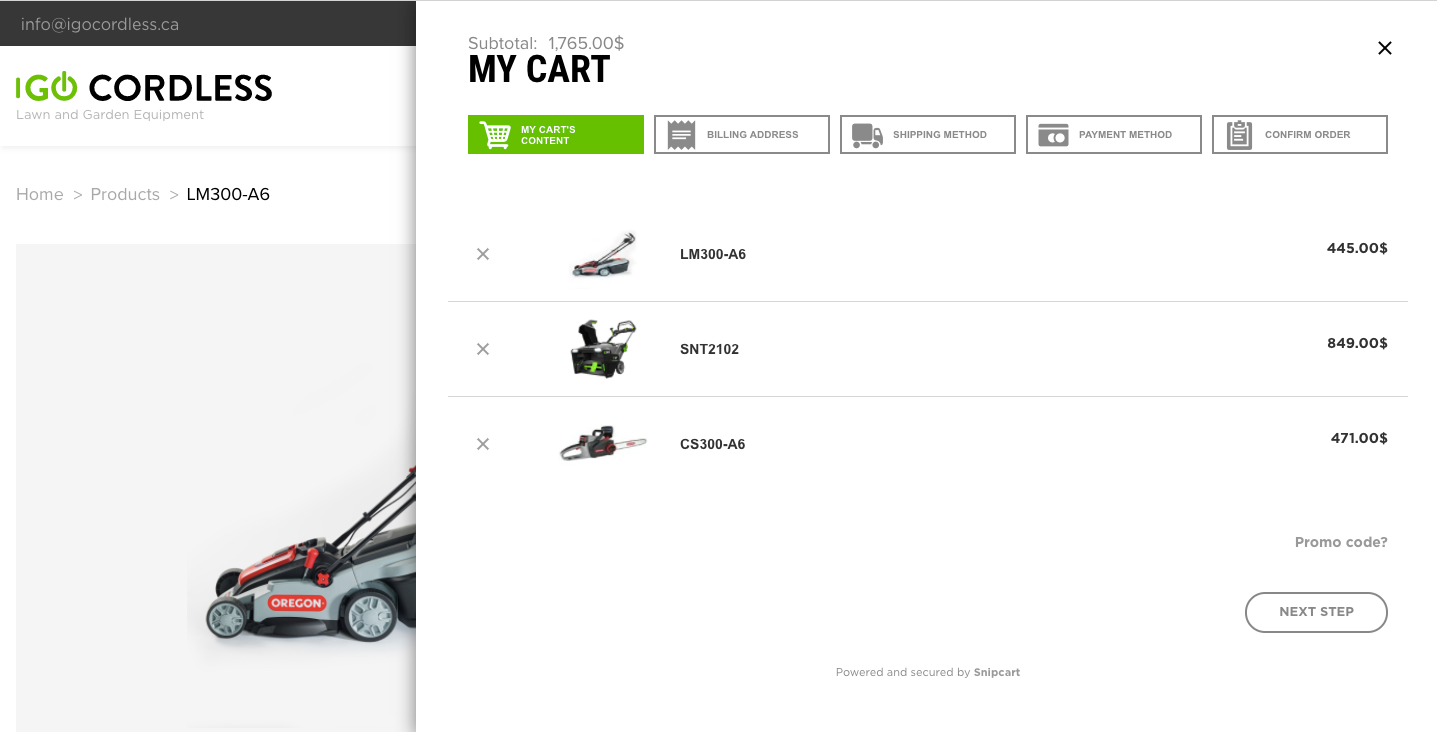 info@igocordless.ca
IGO CORDLESS
Lawn and Garden Equipment
Home > Products > LM300-A6
OREGON
Subtotal: 1,765.00$
MY CART
MY CART'S
CONTENT
BILLING ADDRESS
SHIPPING METHOD
PAYMENT METHOD
CONFIRM ORDER
LM300-A6 445.00$
SNT2102 849.00$
CS300-A6 471.00$
Promo code?
NEXT STEP
Powered and secured by Snipcart